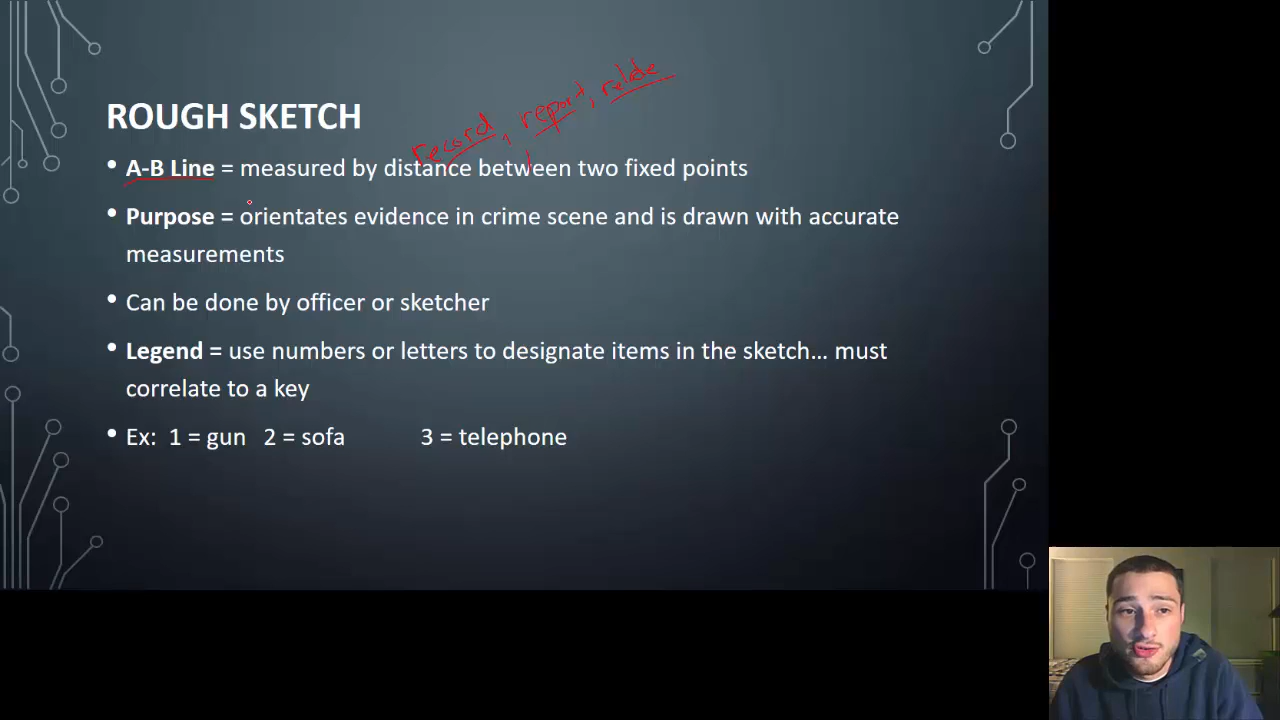 record, report, relate
ROUGH SKETCH
• A-B Line = measured by distance between two fixed points
• Purpose = orientates evidence in crime scene and is drawn with accurate
measurements
• Can be done by officer or sketcher
• Legend = use numbers or letters to designate items in the sketch... must
correlate to a key
• Ex: 1 = gun 2 = sofa 3 = telephone